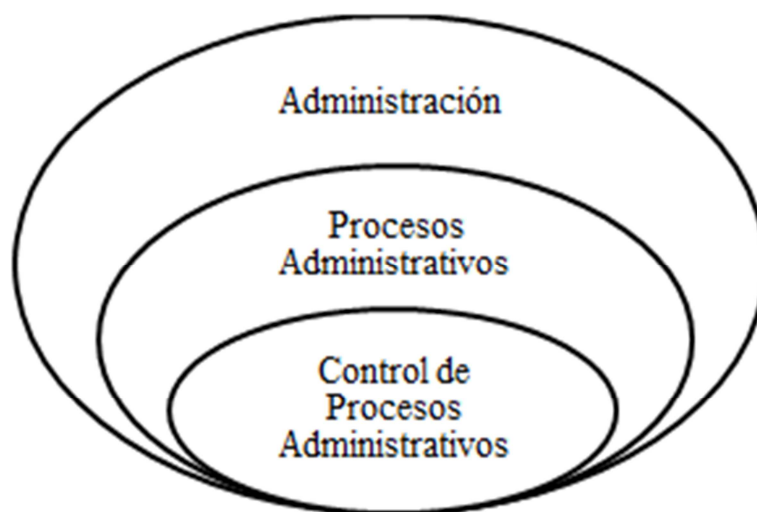 Administración
Procesos
Administrativos
Control de
Procesos
Administrativos